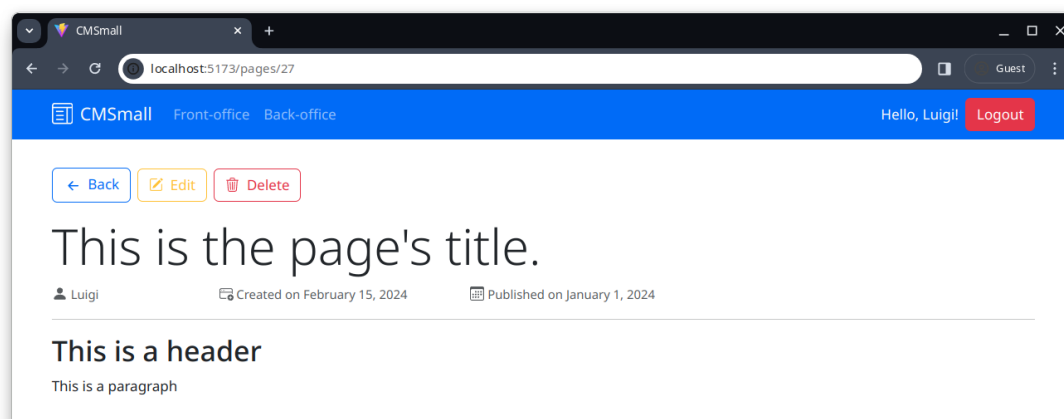 CMSmall
localhost:5173/pages/27
Guest
CMSmall Front-office Back-office Hello, Luigi! Logout
Back Edit Delete
This is the page's title.
Luigi Created on February 15, 2024 Published on January 1, 2024
This is a header
This is a paragraph